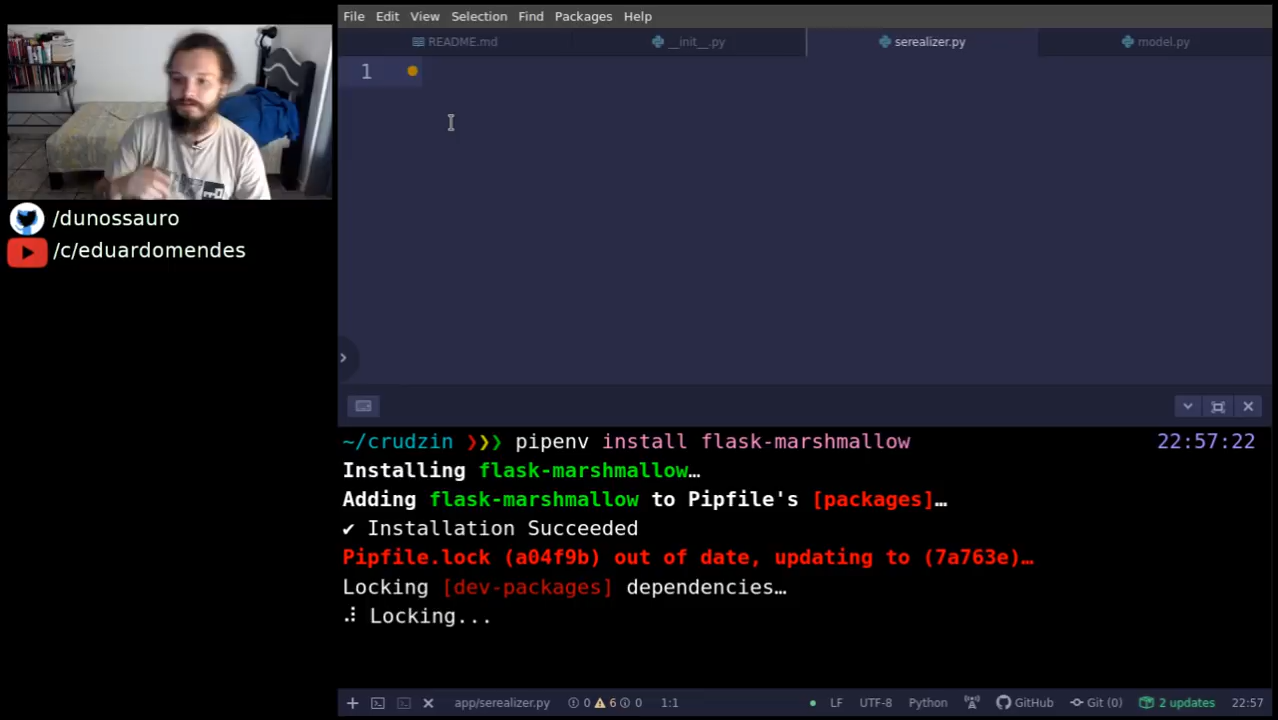 File Edit View Selection Find Packages Help
README.md __init__.py serealizer.py model.py
1
/dunossauro
/c/eduardomendes
~/crudzin ❯❯❯ pipenv install flask-marshmallow 22:57:22
Installing flask-marshmallow…
Adding flask-marshmallow to Pipfile's [packages]…
✔ Installation Succeeded
Pipfile.lock (a04f9b) out of date, updating to (7a763e)…
Locking [dev-packages] dependencies…
⠼ Locking...
app/serealizer.py 0 6 0 1:1 LF UTF-8 Python GitHub Git (0) 2 updates 22:57